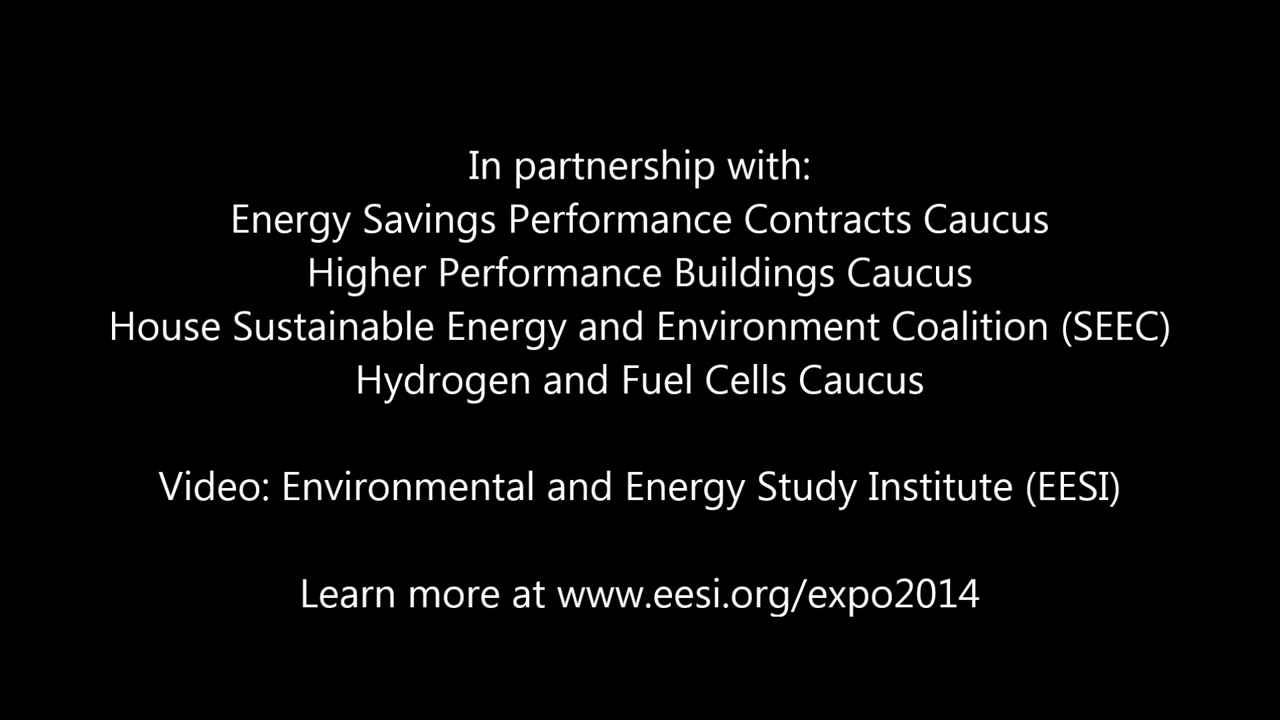 In partnership with:
Energy Savings Performance Contracts Caucus
Higher Performance Buildings Caucus
House Sustainable Energy and Environment Coalition (SEEC)
Hydrogen and Fuel Cells Caucus
Video: Environmental and Energy Study Institute (EESI)
Learn more at www.eesi.org/expo2014